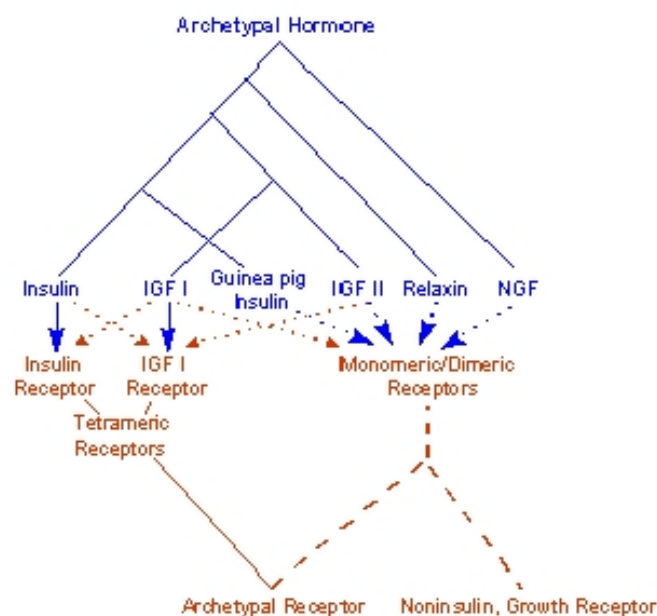 Archetypal Hormone
Insulin
IGF I
Guinea pig
Insulin
IGF II
Relaxin
NGF
Insulin
Receptor
IGF I
Receptor
Monomeric/Dimeric
Receptors
Tetrameric
Receptors
Archetypal Receptor
Noninsulin, Growth Receptor